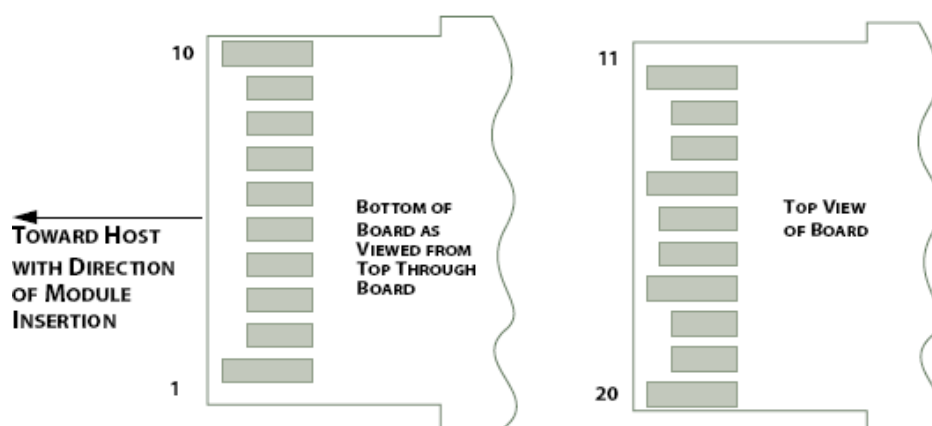 10
TOWARD HOST
WITH DIRECTION
OF MODULE
INSERTION
1
BOTTOM OF
BOARD AS
VIEWED FROM
TOP THROUGH
BOARD
11
TOP VIEW
OF BOARD
20